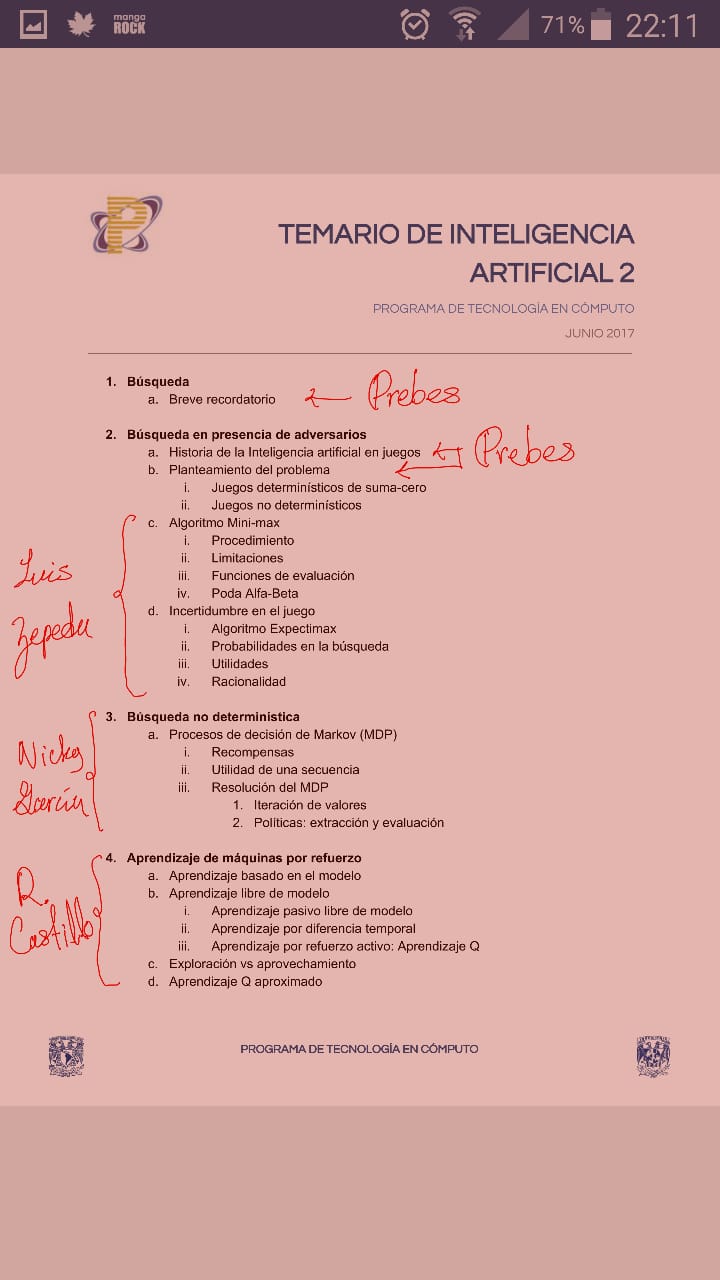 manga
ROCK
71%
22:11
P
TEMARIO DE INTELIGENCIA
ARTIFICIAL 2
PROGRAMA DE TECNOLOGÍA EN CÓMPUTO
JUNIO 2017
1. Búsqueda
a. Breve recordatorio
Prebes
2. Búsqueda en presencia de adversarios
a. Historia de la Inteligencia artificial en juegos
Prebes
b. Planteamiento del problema
i. Juegos determinísticos de suma-cero
ii. Juegos no determinísticos
c. Algoritmo Mini-max
i. Procedimiento
ii. Limitaciones
iii. Funciones de evaluación
iv. Poda Alfa-Beta
d. Incertidumbre en el juego
i. Algoritmo Expectimax
ii. Probabilidades en la búsqueda
iii. Utilidades
iv. Racionalidad
Luis
Zepeda
3. Búsqueda no determinística
a. Procesos de decisión de Markov (MDP)
i. Recompensas
ii. Utilidad de una secuencia
iii. Resolución del MDP
1. Iteración de valores
2. Políticas: extracción y evaluación
Nicky
García
4. Aprendizaje de máquinas por refuerzo
a. Aprendizaje basado en el modelo
b. Aprendizaje libre de modelo
i. Aprendizaje pasivo libre de modelo
ii. Aprendizaje por diferencia temporal
iii. Aprendizaje por refuerzo activo: Aprendizaje Q
c. Exploración vs aprovechamiento
d. Aprendizaje Q aproximado
R.
Castillo
PROGRAMA DE TECNOLOGÍA EN CÓMPUTO